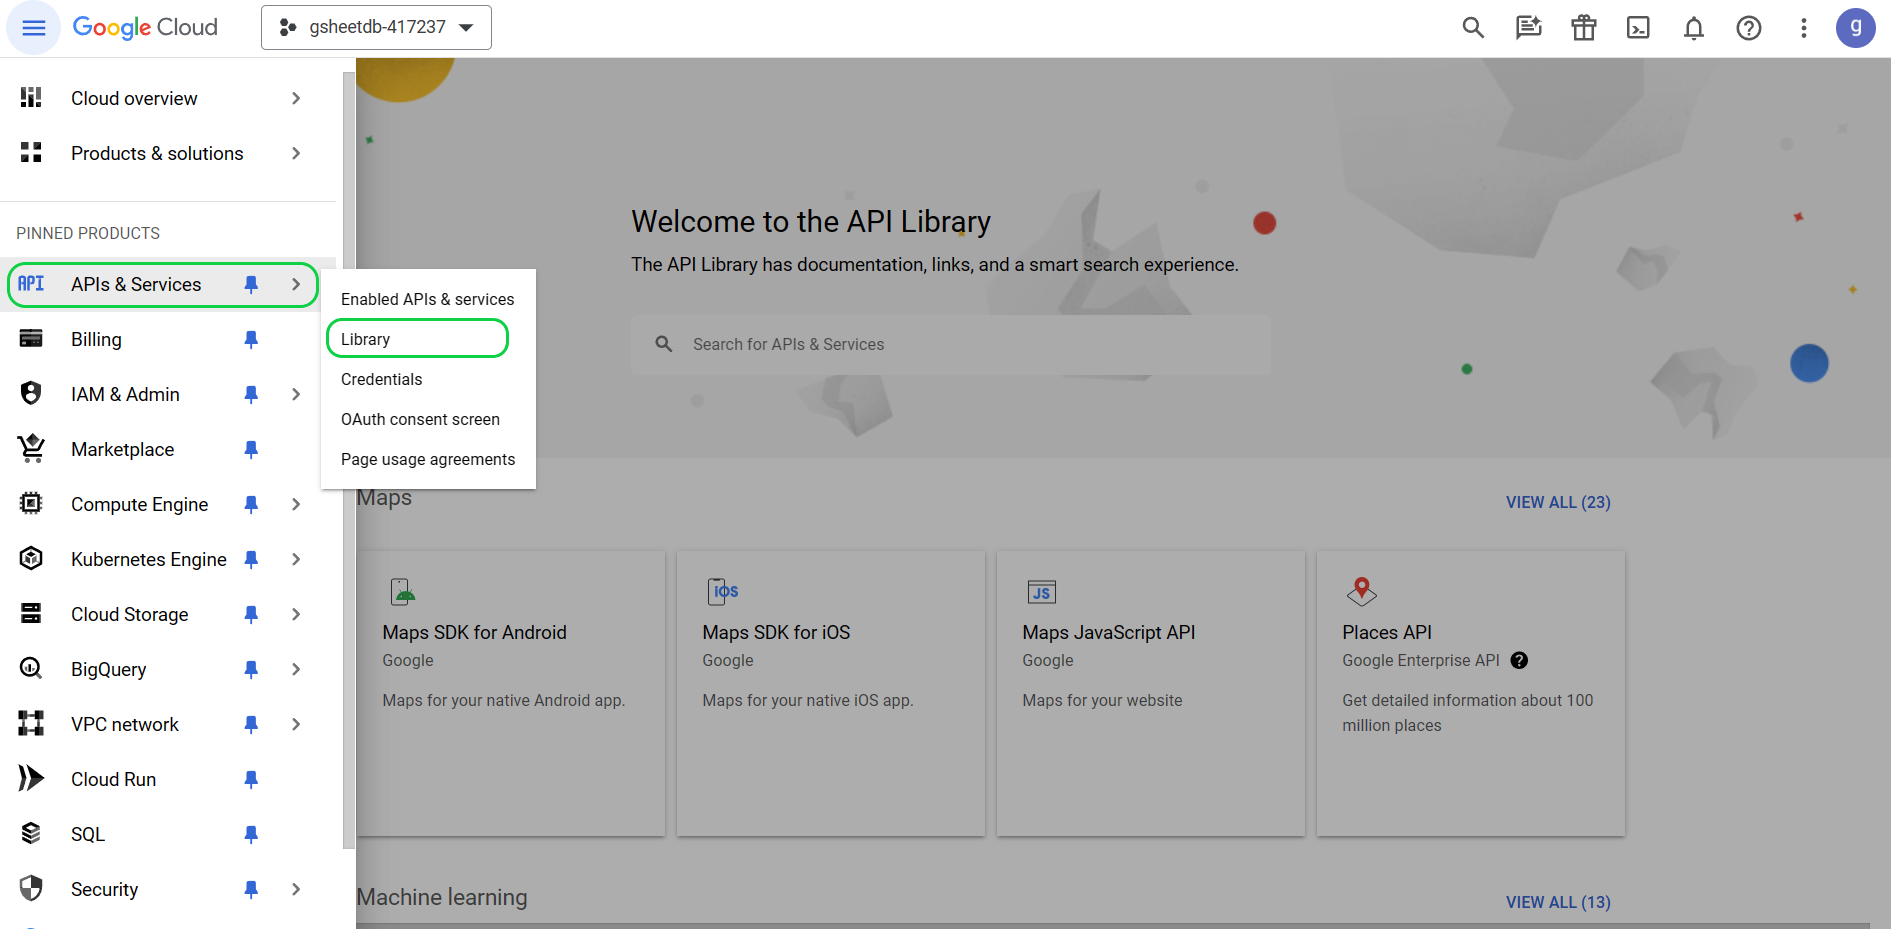 Google Cloud
gsheetdb-417237
g
Cloud overview
Products & solutions
PINNED PRODUCTS
API APIs & Services
Billing
IAM & Admin
Marketplace
Compute Engine
Kubernetes Engine
Cloud Storage
BigQuery
VPC network
Cloud Run
SQL
Security
Enabled APIs & services
Library
Credentials
OAuth consent screen
Page usage agreements
Welcome to the API Library
The API Library has documentation, links, and a smart search experience.
Search for APIs & Services
Maps
VIEW ALL (23)
Maps SDK for Android
Google
Maps for your native Android app.
iOS
Maps SDK for iOS
Google
Maps for your native iOS app.
JS
Maps JavaScript API
Google
Maps for your website
Places API
Google Enterprise API
Get detailed information about 100
million places
Machine learning
VIEW ALL (13)